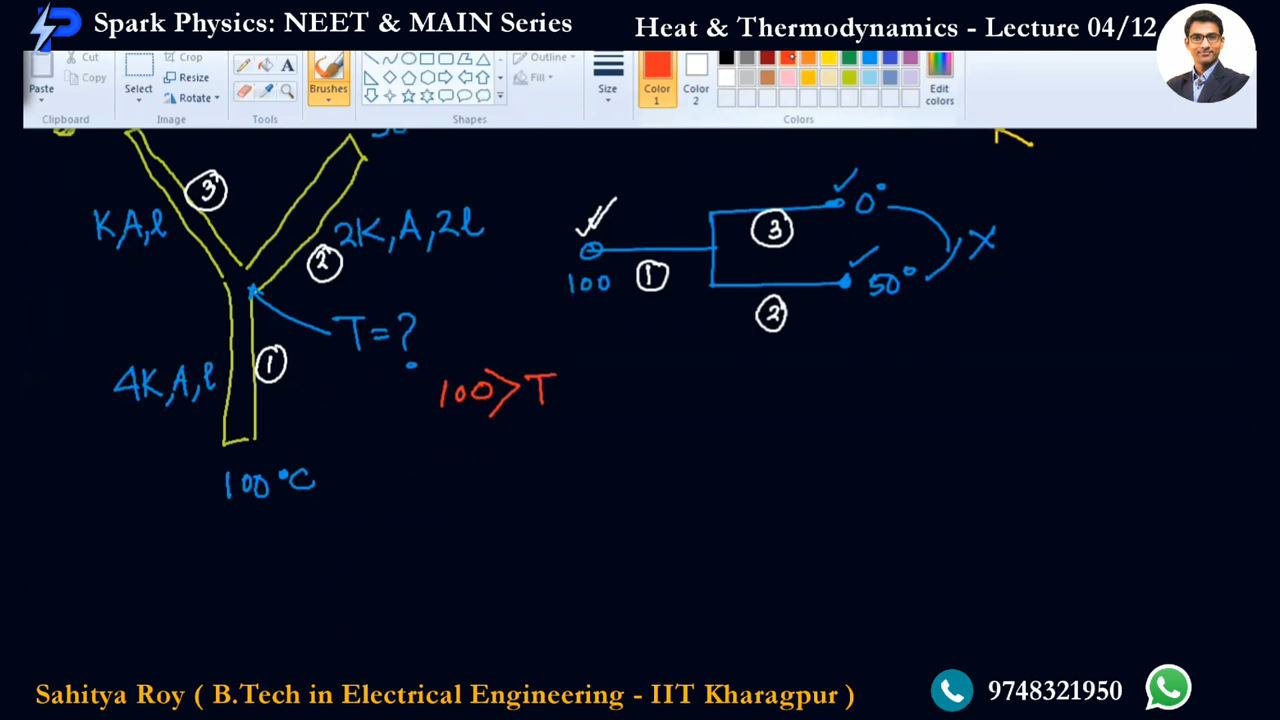 Spark Physics: NEET & MAIN Series
Heat & Thermodynamics - Lecture 04/12
Paste
Cut
Copy
Clipboard
Select
Crop
Resize
Rotate
Image
A
Tools
Brushes
Outline
Fill
Shapes
Size
Color 1
Color 2
Edit colors
Colors
3
K,A,l
2K,A,2l
2
T=?
4K,A,l
1
100°C
100>T
100
1
3
0°
50°
2
X
Sahitya Roy ( B.Tech in Electrical Engineering - IIT Kharagpur )
9748321950